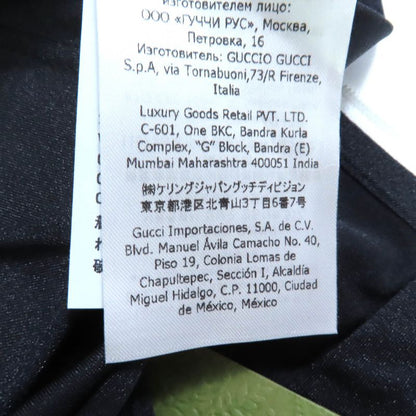 изготовителем лицо:
ООО «ГУЧЧИ РУС», Москва,
Петровка, 16
Изготовитель: GUCCIO GUCCI
S.p.A, via Tornabuoni,73/R Firenze,
Italia
Luxury Goods Retail PVT. LTD.
C-601, One BKC, Bandra Kurla
Complex, “G” Block, Bandra (E)
Mumbai Maharashtra 400051 India
㈱ケリングジャパングッチディビジョン
東京都港区北青山3丁目6番7号
Gucci Importaciones, S.A. de C.V.
Blvd. Manuel Ávila Camacho No. 40,
Piso 19, Colonia Lomas de
Chapultepec, Sección I, Alcaldía
Miguel Hidalgo, C.P. 11000, Ciudad
de México, México